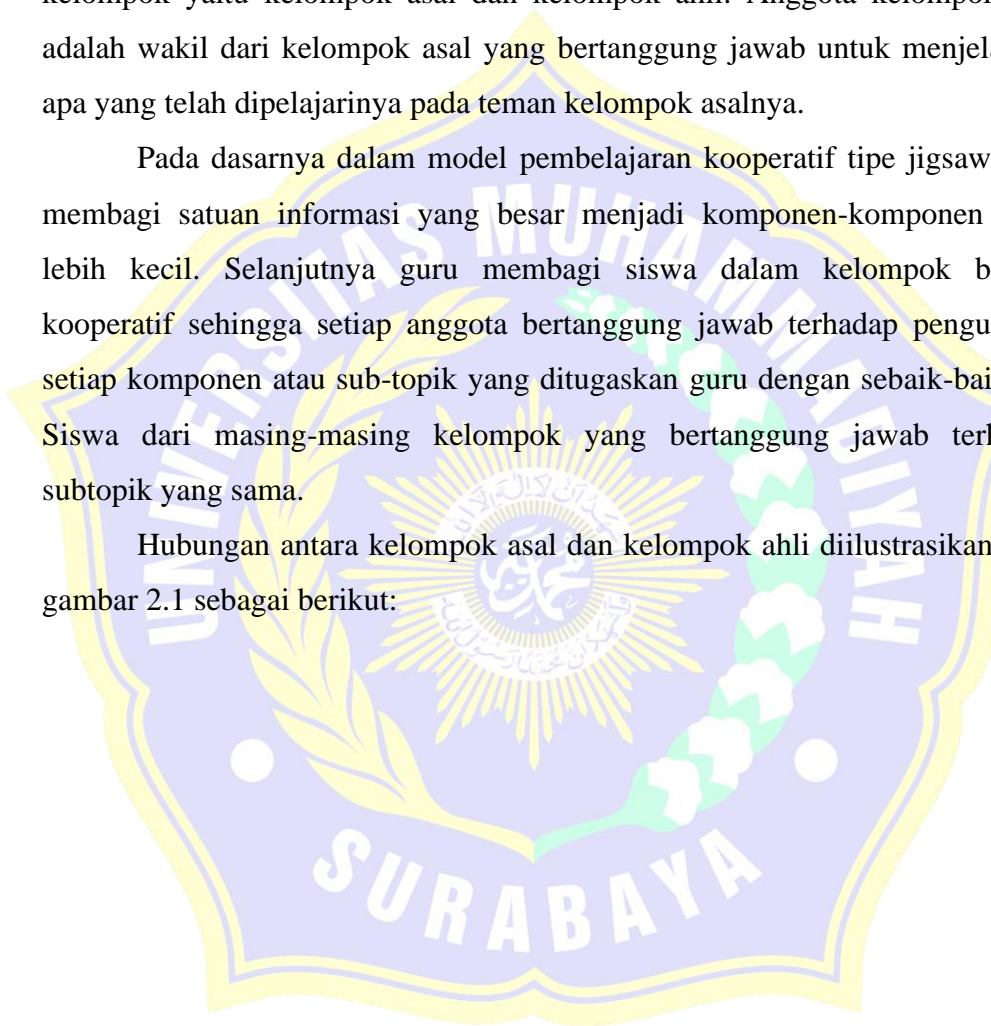 kelompok yaitu kelompok asal dan kelompok ahli. Anggota kelompok
adalah wakil dari kelompok asal yang bertanggung jawab untuk menjela
apa yang telah dipelajarinya pada teman kelompok asalnya.
Pada dasarnya dalam model pembelajaran kooperatif tipe jigsaw
membagi satuan informasi yang besar menjadi komponen-komponen
lebih kecil. Selanjutnya guru membagi siswa dalam kelompok b
kooperatif sehingga setiap anggota bertanggung jawab terhadap pengu
setiap komponen atau sub-topik yang ditugaskan guru dengan sebaik-bai
Siswa dari masing-masing kelompok yang bertanggung jawab terl
subtopik yang sama.
Hubungan antara kelompok asal dan kelompok ahli diilustrasikan
gambar 2.1 sebagai berikut:
UNIVERSITAS MUHAMMADIYAH
SURABAYA